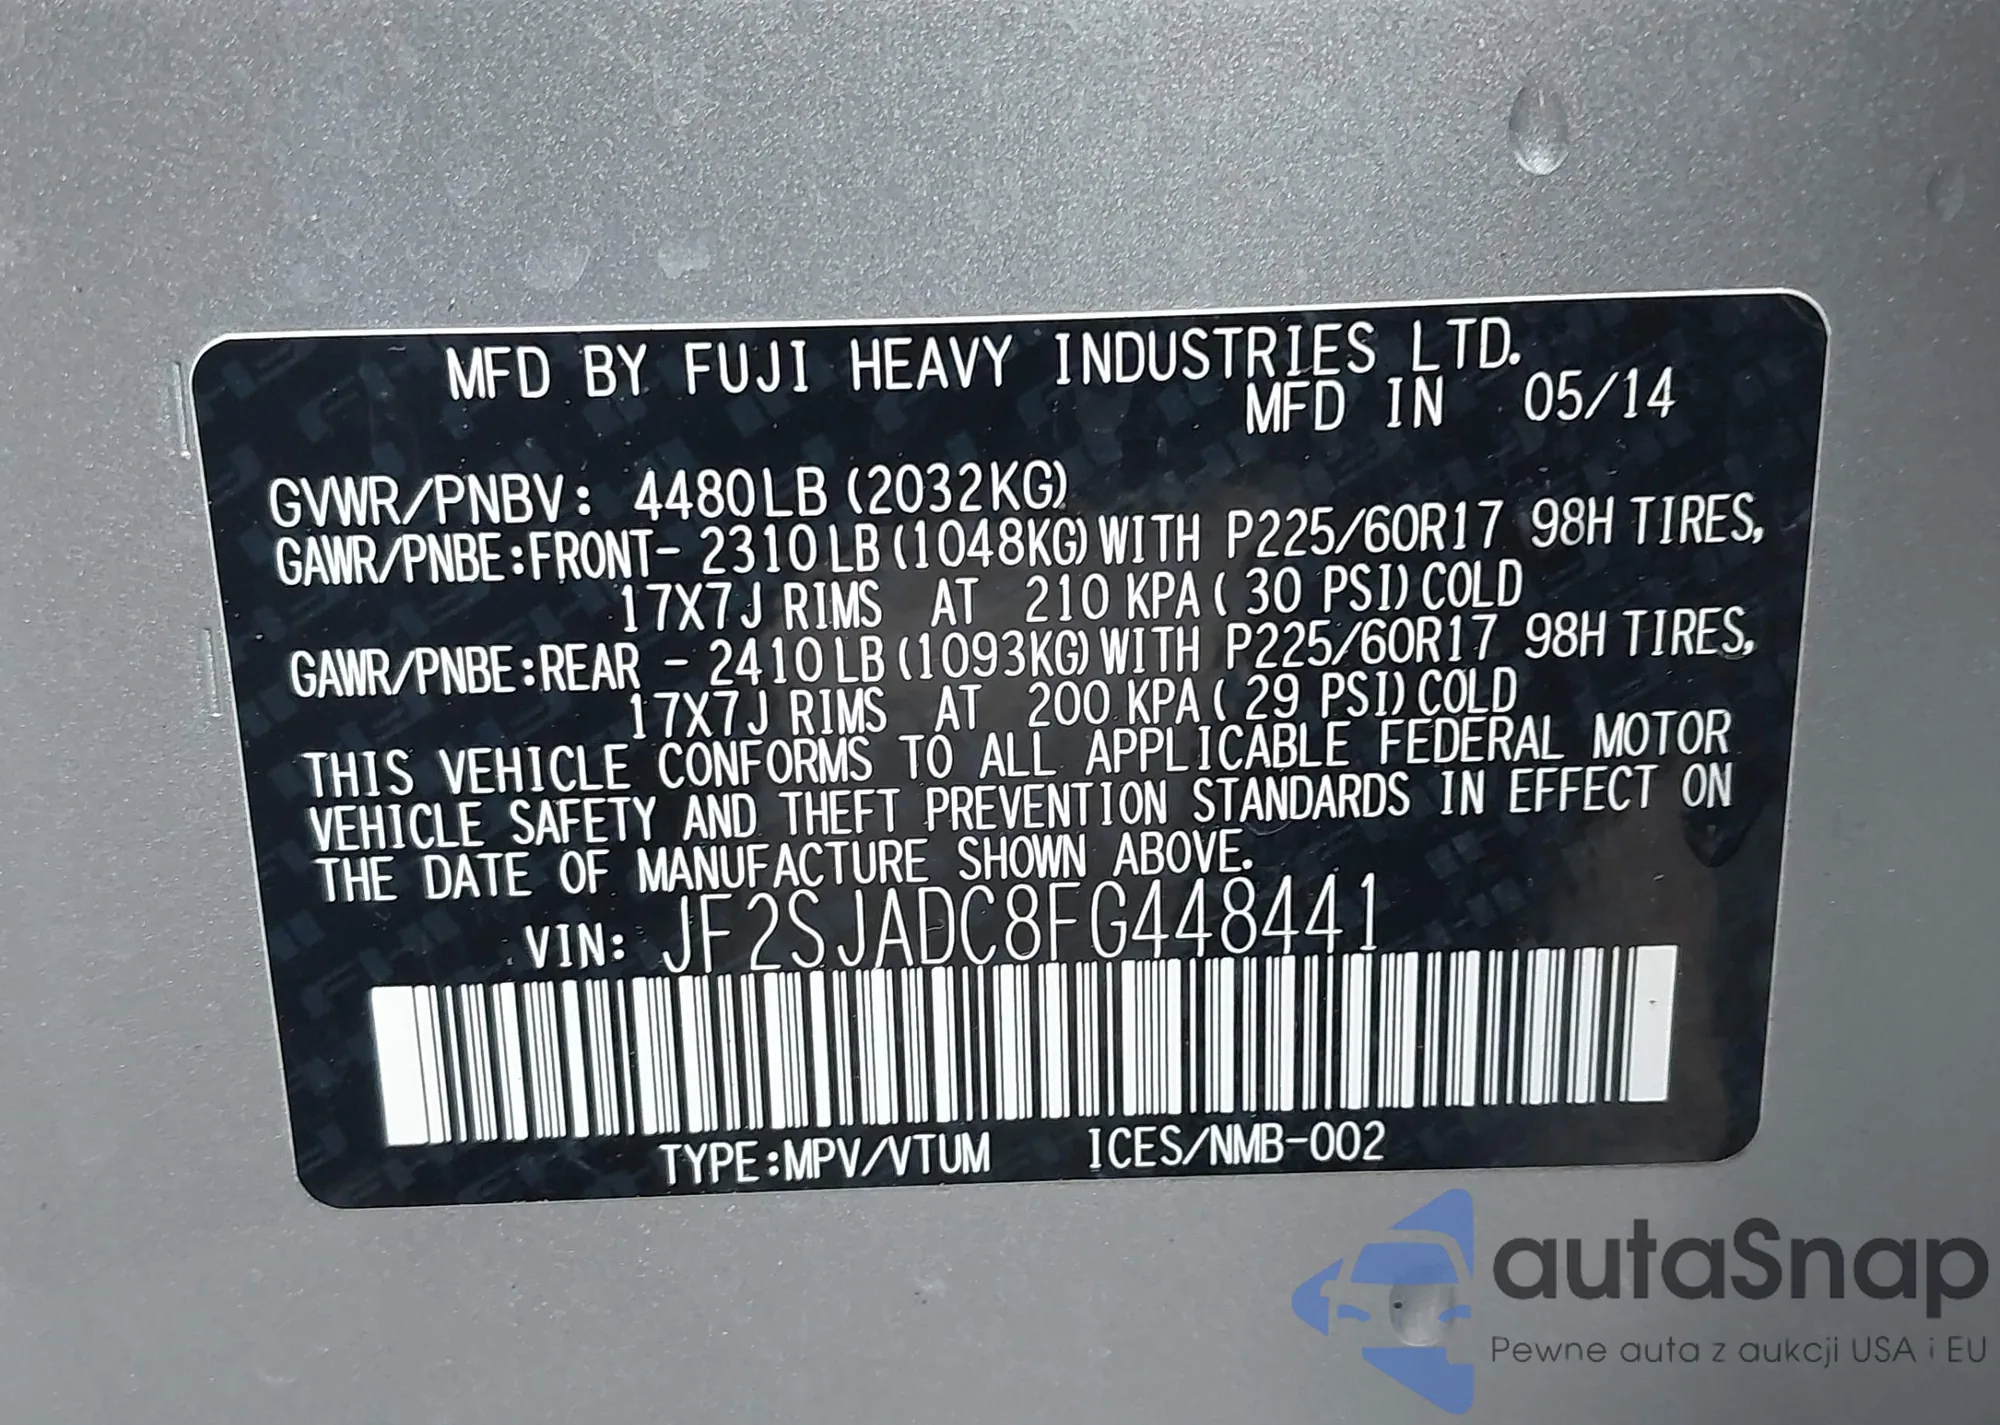 MFD BY FUJI HEAVY INDUSTRIES LTD.
MFD IN 05/14
GVWR/PNBV: 4480LB (2032KG)
GAWR/PNBE:FRONT- 2310LB (1048KG) WITH P225/60R17 98H TIRES,
17X7J RIMS AT 210 KPA ( 30 PSI) COLD
GAWR/PNBE:REAR - 2410LB (1093KG) WITH P225/60R17 98H TIRES,
17X7J RIMS AT 200 KPA ( 29 PSI) COLD
THIS VEHICLE CONFORMS TO ALL APPLICABLE FEDERAL MOTOR
VEHICLE SAFETY AND THEFT PREVENTION STANDARDS IN EFFECT ON
THE DATE OF MANUFACTURE SHOWN ABOVE.
VIN: JF2SJADC8FG448441
TYPE:MPV/VTUM ICES/NMB-002
autaSnap
Pewne auta z aukcji USA i EU